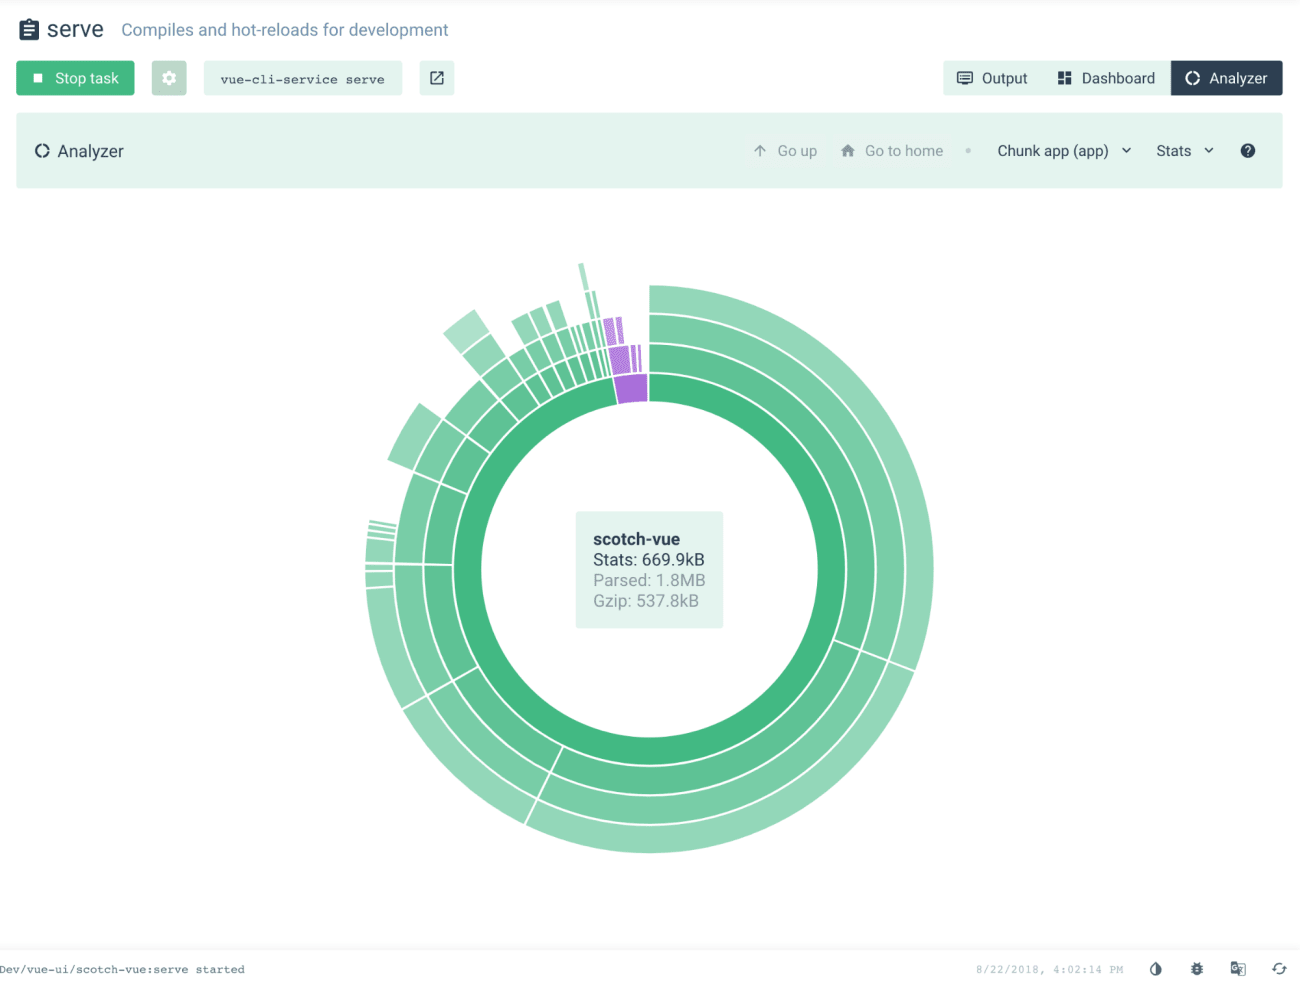 serve Compiles and hot-reloads for development
Stop task vue-cli-service serve Output Dashboard Analyzer
Analyzer Go up Go to home Chunk app (app) Stats ?
scotch-vue
Stats: 669.9kB
Parsed: 1.8MB
Gzip: 537.8kB
Dev/vue-ui/scotch-vue:serve started 8/22/2018, 4:02:14 PM